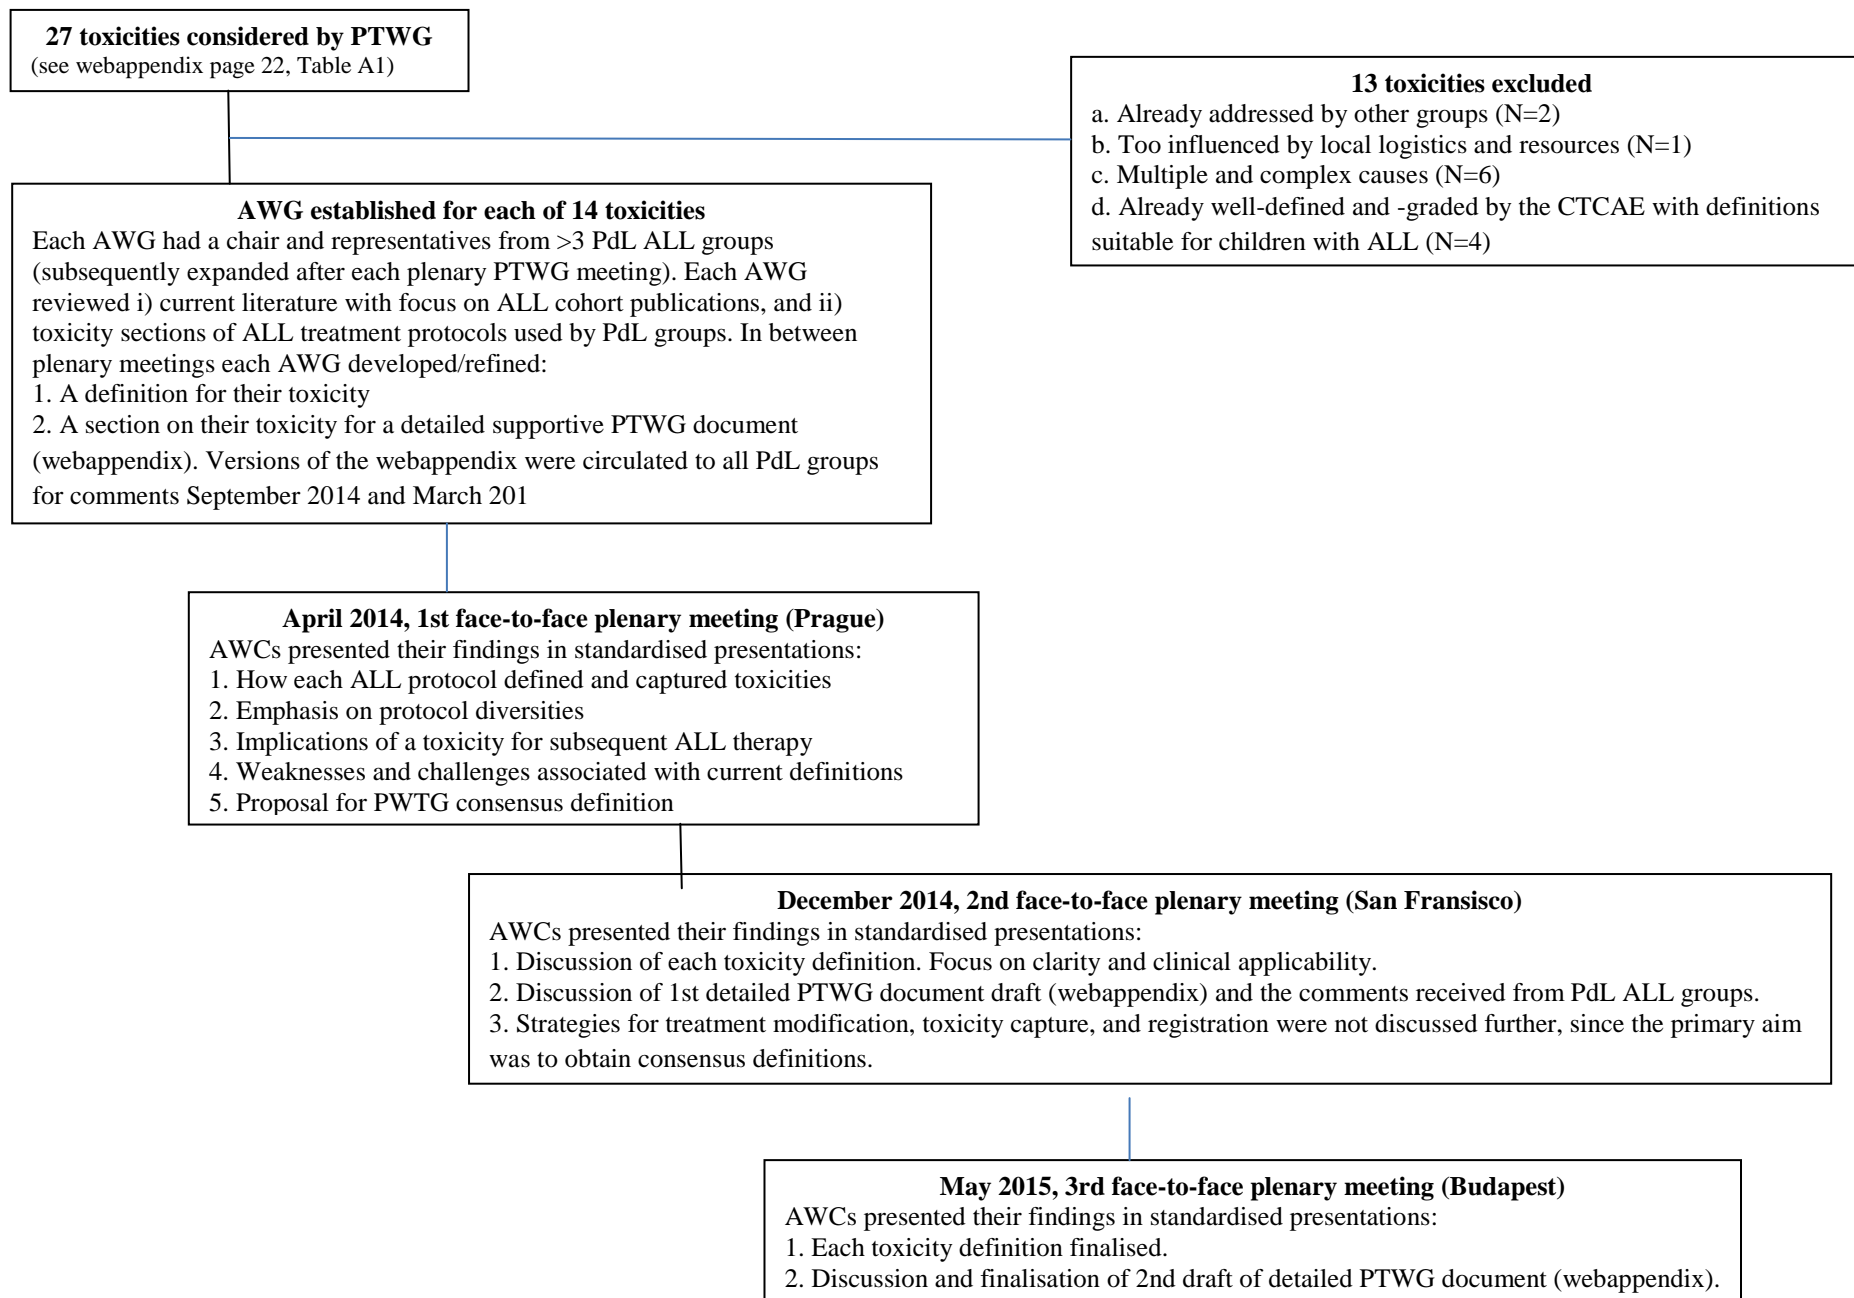 27 toxicities considered by PTWG
(see webappendix page 22, Table A1)
13 toxicities excluded
a. Already addressed by other groups (N=2)
b. Too influenced by local logistics and resources (N=1)
c. Multiple and complex causes (N=6)
d. Already well-defined and -graded by the CTCAE with definitions
suitable for children with ALL (N=4)
AWG established for each of 14 toxicities
Each AWG had a chair and representatives from >3 PdL ALL groups
(subsequently expanded after each plenary PTWG meeting). Each AWG
reviewed i) current literature with focus on ALL cohort publications, and ii)
toxicity sections of ALL treatment protocols used by PdL groups. In between
plenary meetings each AWG developed/refined:
1. A definition for their toxicity
2. A section on their toxicity for a detailed supportive PTWG document
(webappendix). Versions of the webappendix were circulated to all PdL groups
for comments September 2014 and March 201
April 2014, 1st face-to-face plenary meeting (Prague)
AWCs presented their findings in standardised presentations:
1. How each ALL protocol defined and captured toxicities
2. Emphasis on protocol diversities
3. Implications of a toxicity for subsequent ALL therapy
4. Weaknesses and challenges associated with current definitions
5. Proposal for PWTG consensus definition
December 2014, 2nd face-to-face plenary meeting (San Fransisco)
AWCs presented their findings in standardised presentations:
1. Discussion of each toxicity definition. Focus on clarity and clinical applicability.
2. Discussion of 1st detailed PTWG document draft (webappendix) and the comments received from PdL ALL groups.
3. Strategies for treatment modification, toxicity capture, and registration were not discussed further, since the primary aim
was to obtain consensus definitions.
May 2015, 3rd face-to-face plenary meeting (Budapest)
AWCs presented their findings in standardised presentations:
1. Each toxicity definition finalised.
2. Discussion and finalisation of 2nd draft of detailed PTWG document (webappendix).